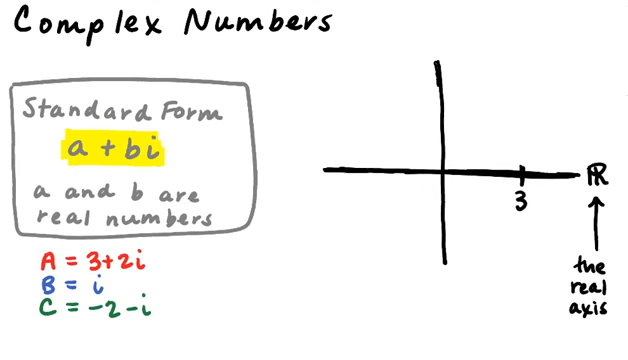 Complex Numbers
Standard Form
a + bi
a and b are
real numbers
A = 3+2i
B = i
C = -2-i
3
ℝ
the
real
axis